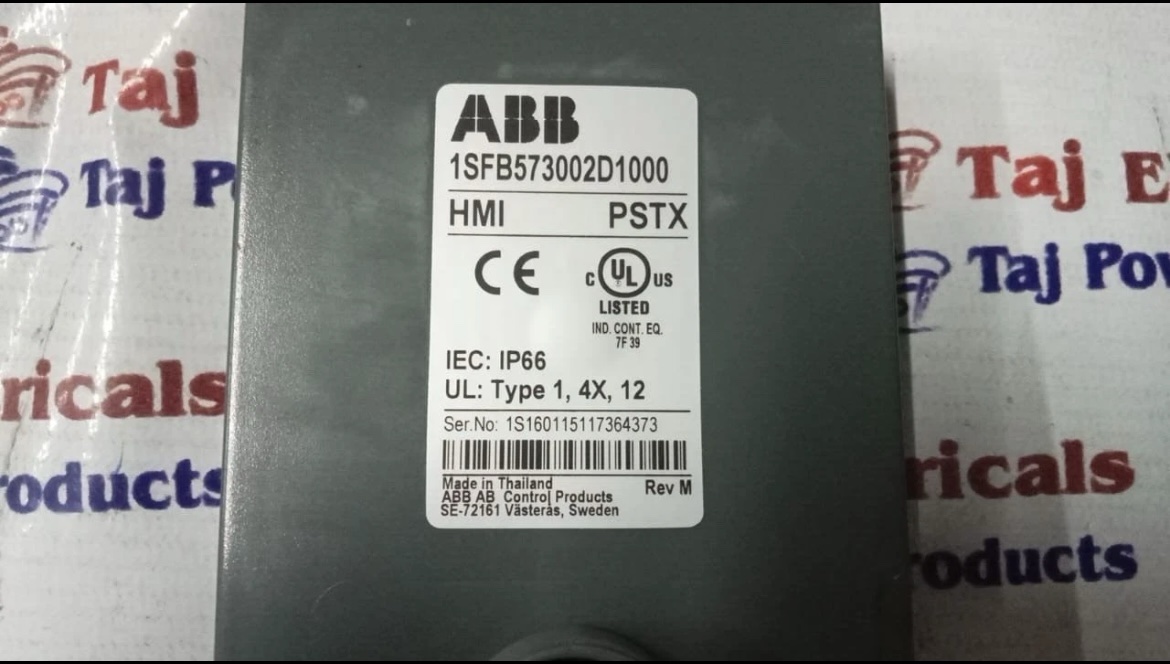 ABB
1SFB573002D1000
HMI PSTX
CE
C UL US
LISTED
IND. CONT. EQ.
7F 39
IEC: IP66
UL: Type 1, 4X, 12
Ser.No: 1S160115117364373
Made in Thailand
ABB AB Control Products
SE-72161 Västerås, Sweden
Rev M
Taj
Taj P
ricals
roducts
Taj E
Taj Pow
ricals
roducts